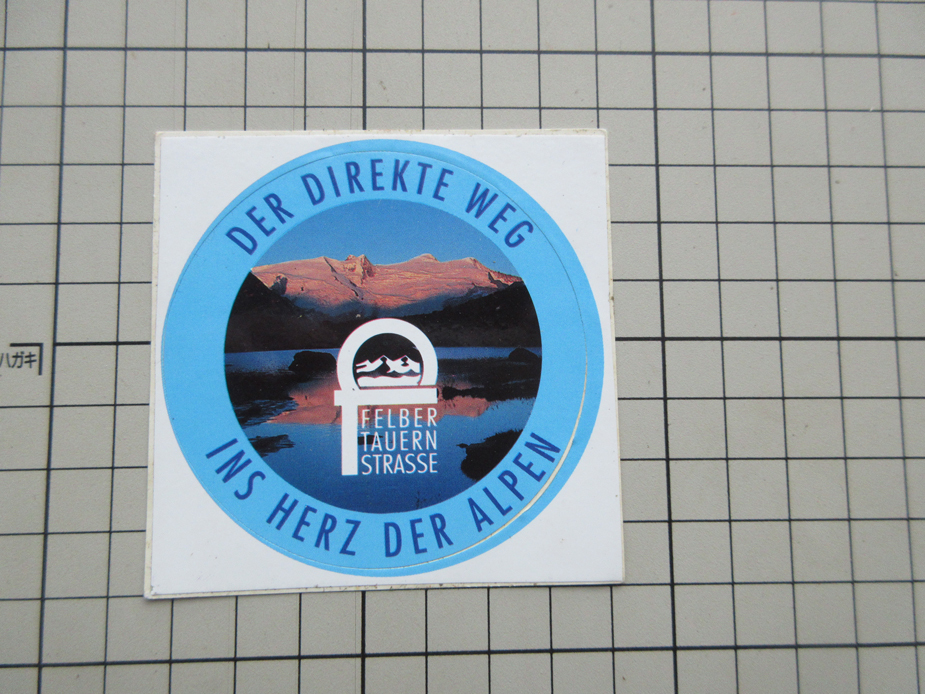 DER DIREKTE WEG
FELBER
TAUERN
STRASSE
INS HERZ DER ALPEN
ハガキ